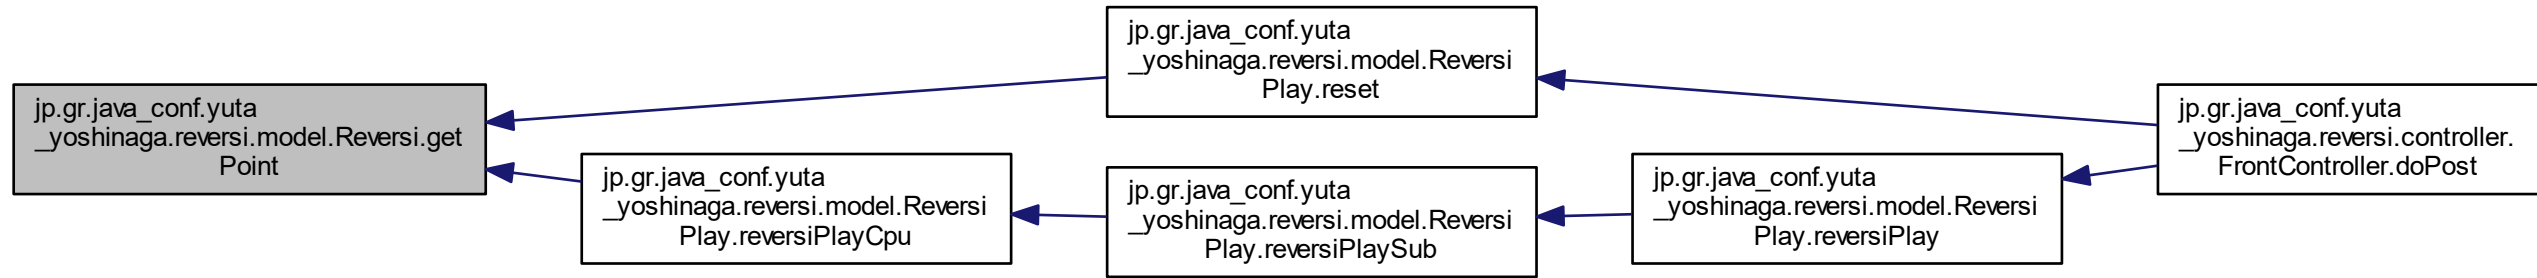 jp.gr.java_conf.yuta
_yoshinaga.reversi.model.Reversi.get
Point
jp.gr.java_conf.yuta
_yoshinaga.reversi.model.Reversi
Play.reset
jp.gr.java_conf.yuta
_yoshinaga.reversi.model.Reversi
Play.reversiPlayCpu
jp.gr.java_conf.yuta
_yoshinaga.reversi.model.Reversi
Play.reversiPlaySub
jp.gr.java_conf.yuta
_yoshinaga.reversi.model.Reversi
Play.reversiPlay
jp.gr.java_conf.yuta
_yoshinaga.reversi.controller.
FrontController.doPost